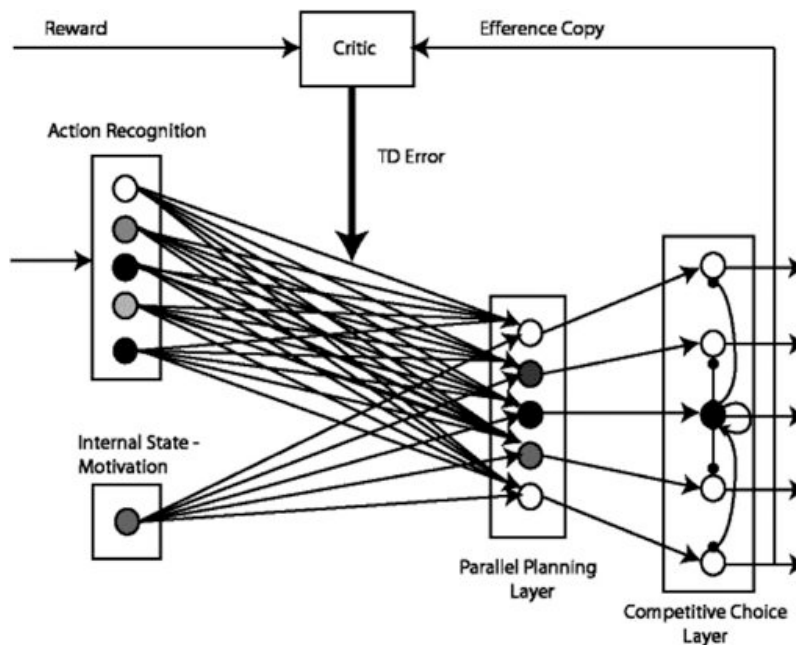 Reward
Critic
Efference Copy
Action Recognition
TD Error
Internal State -
Motivation
Parallel Planning
Layer
Competitive Choice
Layer